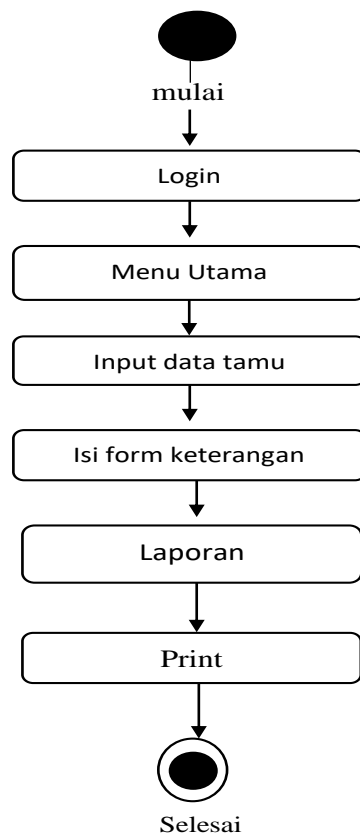 mulai
Login
Menu Utama
Input data tamu
Isi form keterangan
Laporan
Print
Selesai